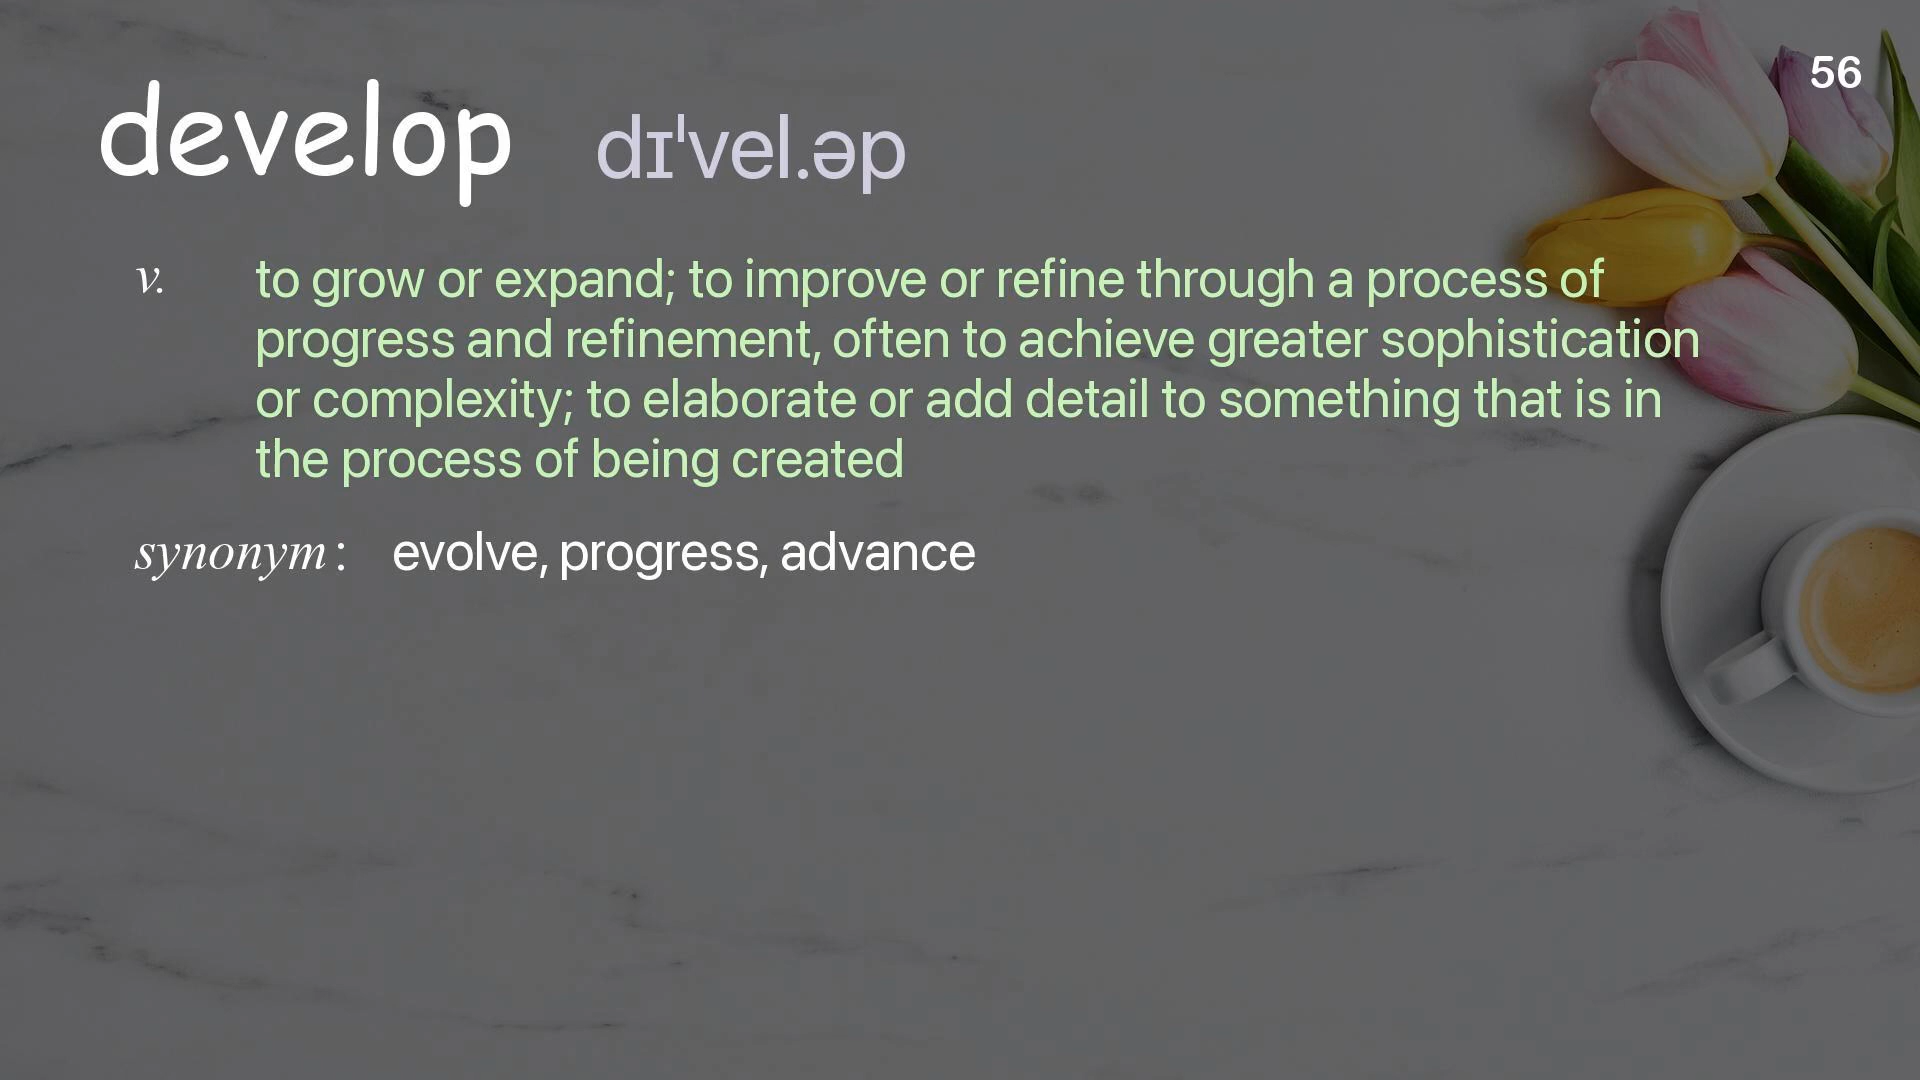 56
develop dɪˈvel.əp
v. to grow or expand; to improve or refine through a process of
progress and refinement, often to achieve greater sophistication
or complexity; to elaborate or add detail to something that is in
the process of being created
synonym : evolve, progress, advance